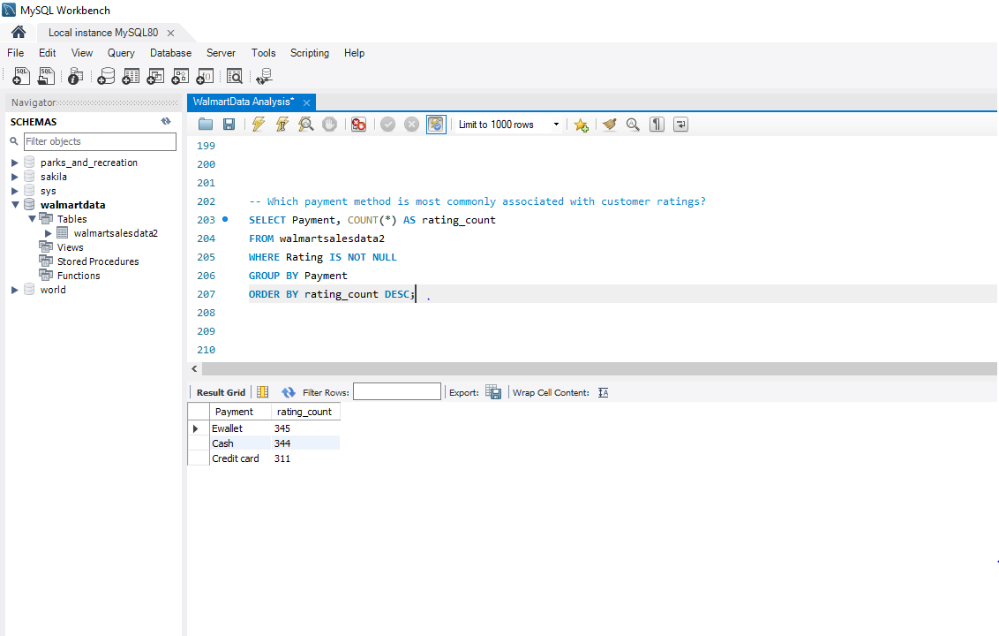 MySQL Workbench
Local instance MySQL80
File Edit View Query Database Server Tools Scripting Help
Navigator
SCHEMAS
Filter objects
parks_and_recreation
sakila
sys
walmartdata
Tables
walmartsalesdata2
Views
Stored Procedures
Functions
world
WalmartData Analysis*
Limit to 1000 rows
199
200
201
202 -- Which payment method is most commonly associated with customer ratings?
203 SELECT Payment, COUNT(*) AS rating_count
204 FROM walmartsalesdata2
205 WHERE Rating IS NOT NULL
206 GROUP BY Payment
207 ORDER BY rating_count DESC;
208
209
210
Result Grid Filter Rows: Export: Wrap Cell Content:
Payment rating_count
Ewallet 345
Cash 344
Credit card 311